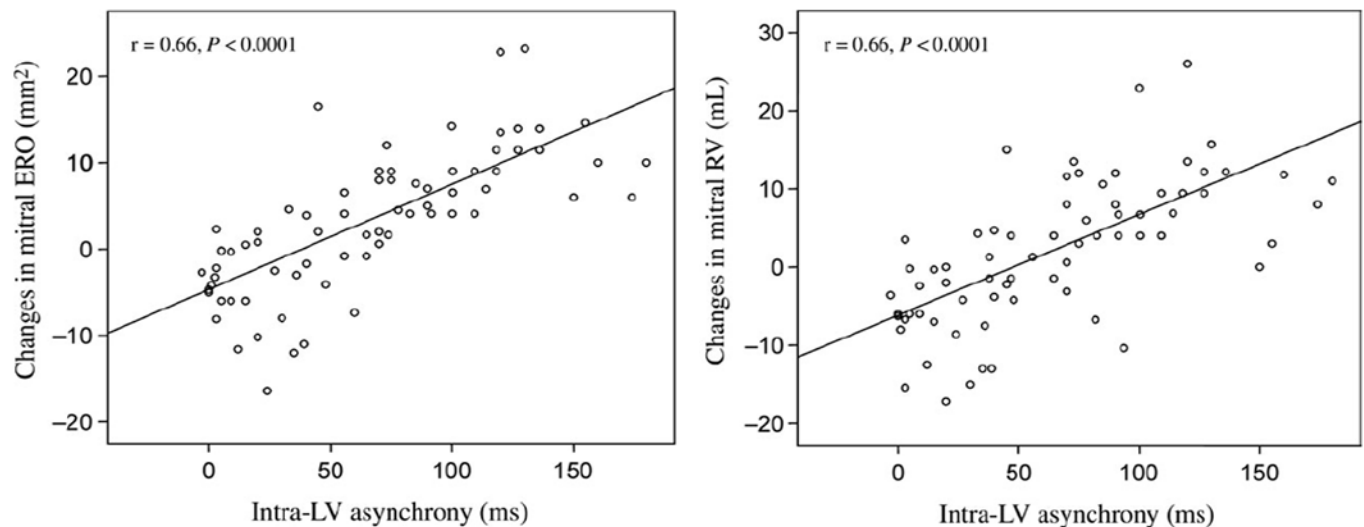 r = 0.66, P < 0.0001
Changes in mitral ERO (mm²)
20
10
0
–10
–20
0 50 100 150
Intra-LV asynchrony (ms)
r = 0.66, P < 0.0001
Changes in mitral RV (mL)
30
20
10
0
–10
–20
0 50 100 150
Intra-LV asynchrony (ms)